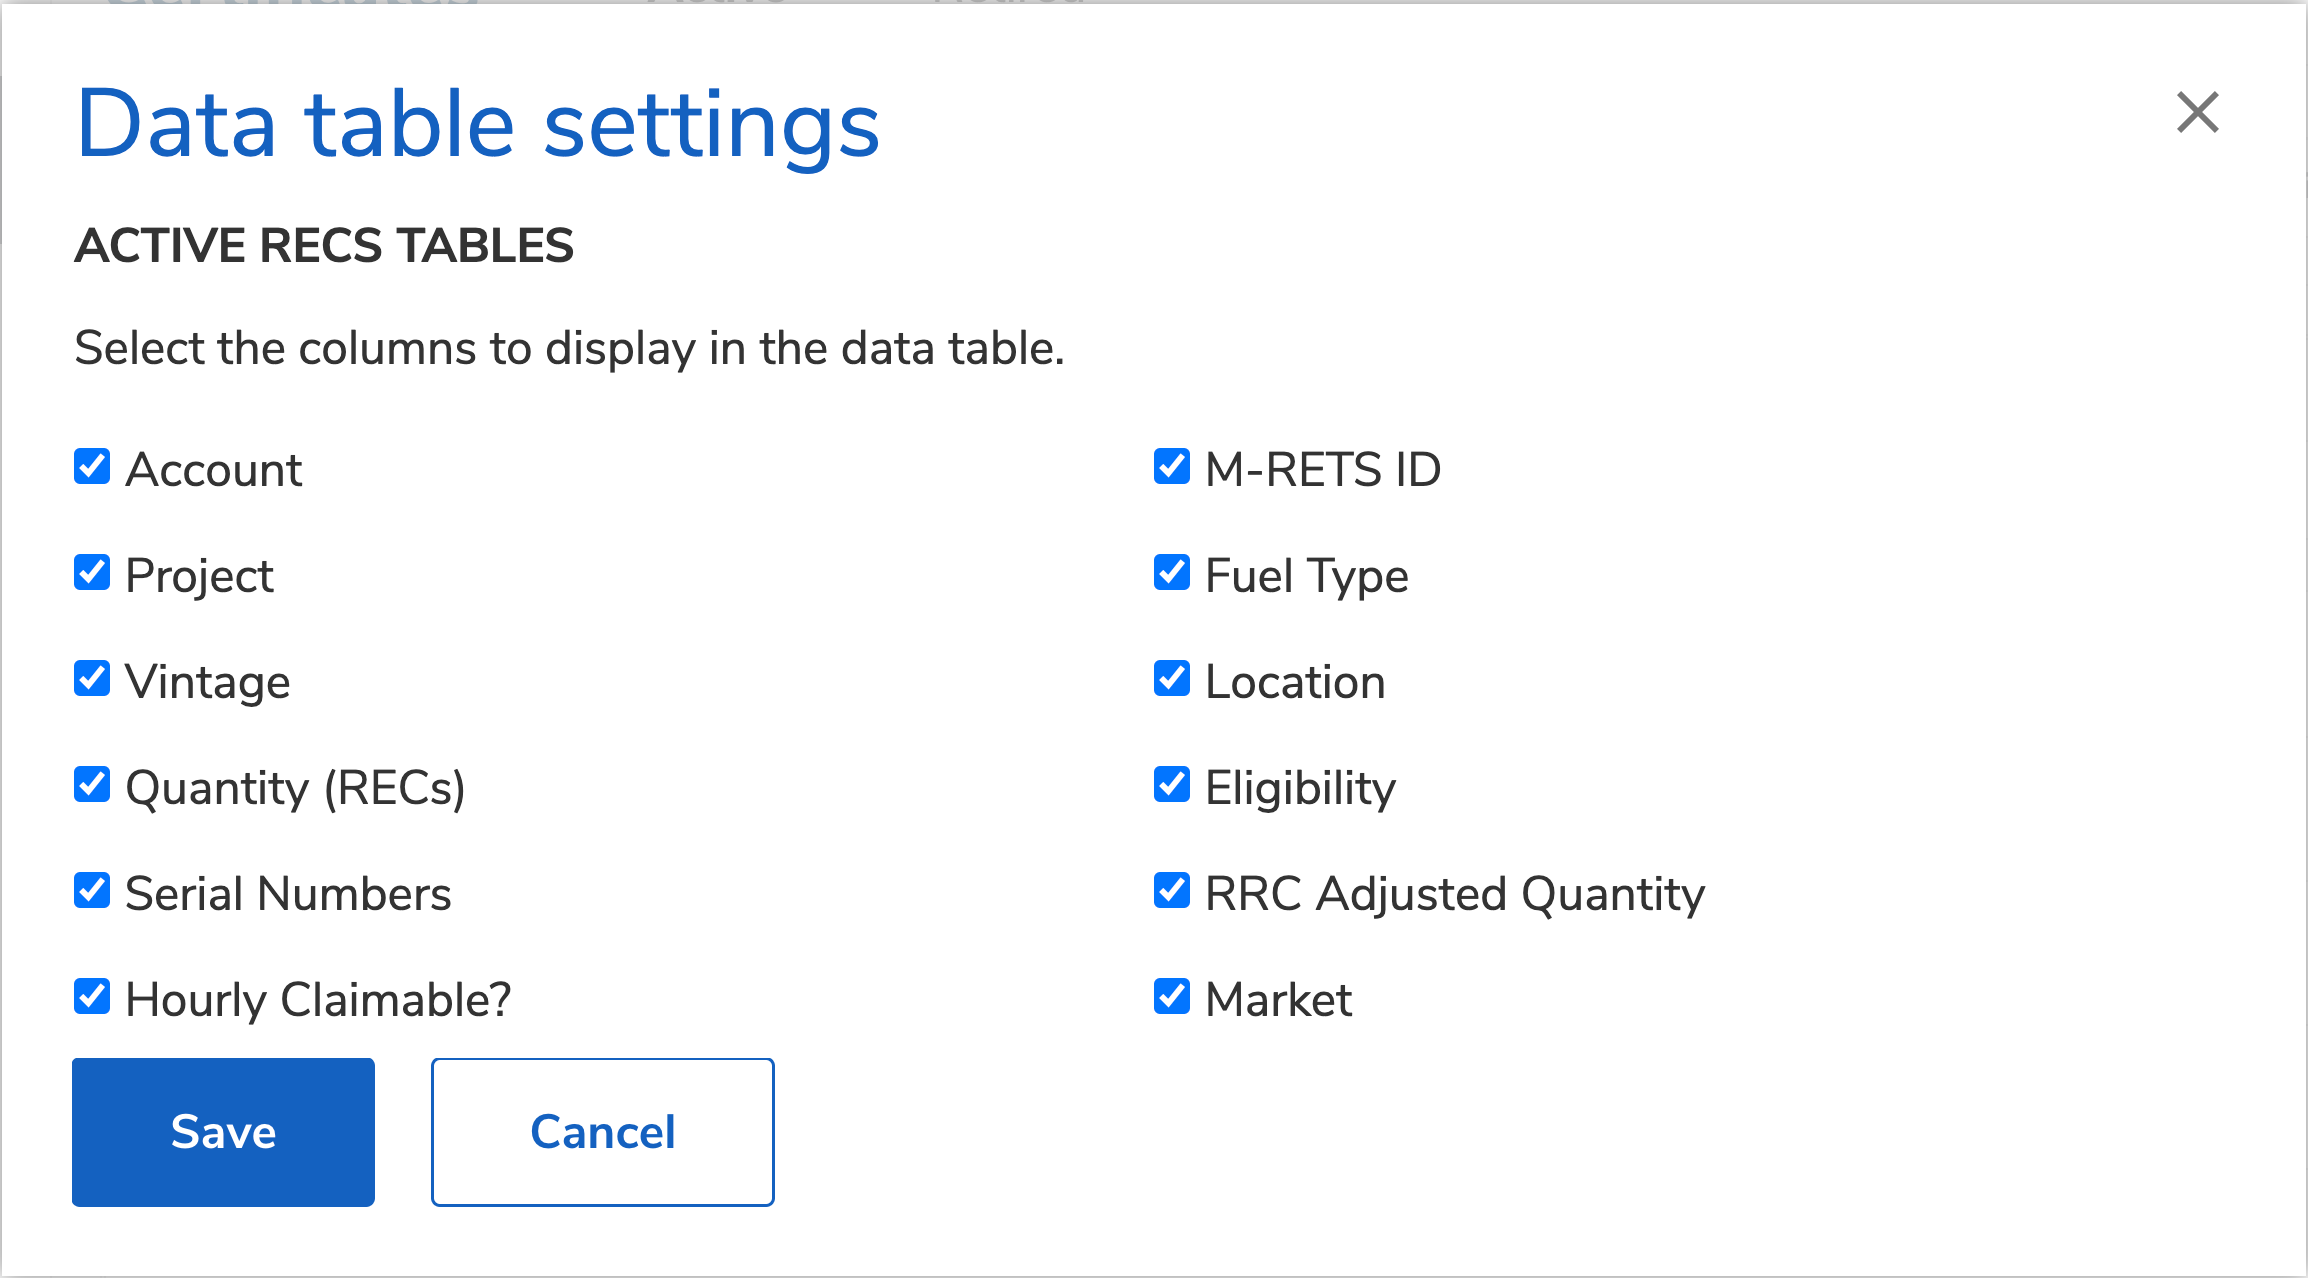 Data table settings
ACTIVE RECS TABLES
Select the columns to display in the data table.
Account
M-RETS ID
Project
Fuel Type
Vintage
Location
Quantity (RECs)
Eligibility
Serial Numbers
RRC Adjusted Quantity
Hourly Claimable?
Market
Save
Cancel